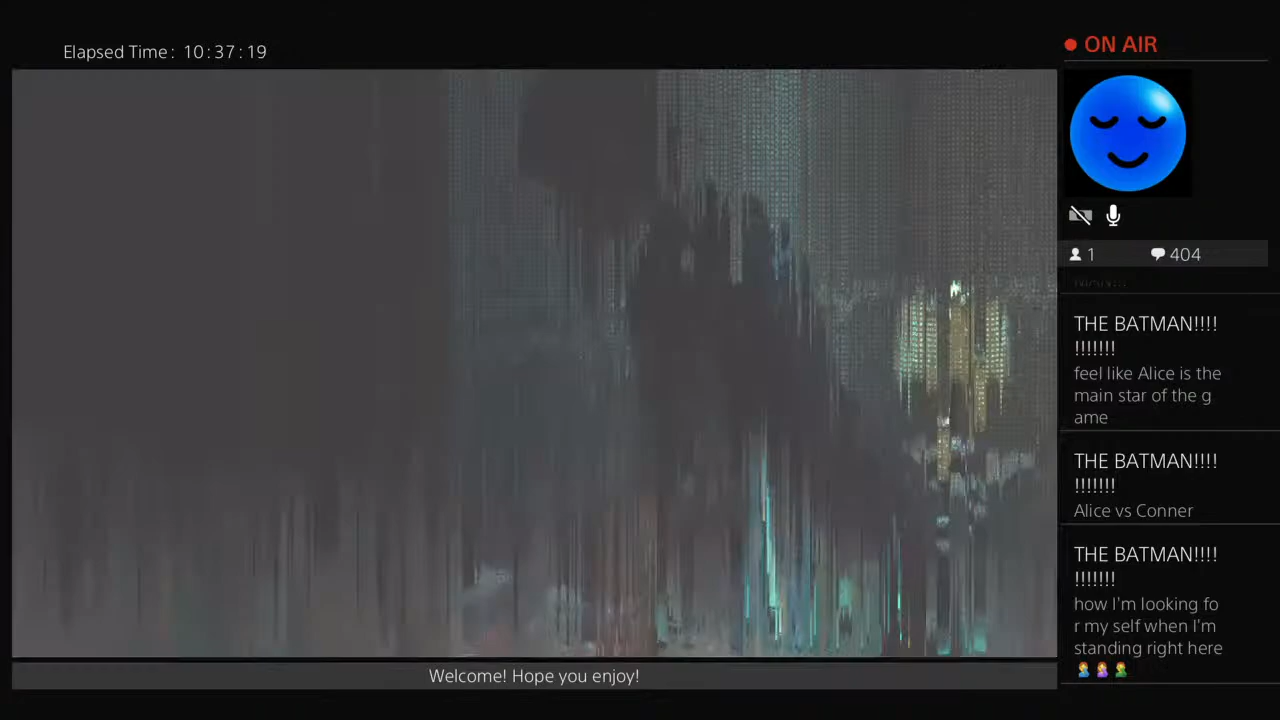 Elapsed Time: 10:37:19
ON AIR
1 404
THE BATMAN!!!!
!!!!!!!
feel like Alice is the
main star of the g
ame
THE BATMAN!!!!
!!!!!!!
Alice vs Conner
THE BATMAN!!!!
!!!!!!!
how I'm looking fo
r my self when I'm
standing right here
🤦‍♂️🤦‍♀️🤦‍♂️
Welcome! Hope you enjoy!